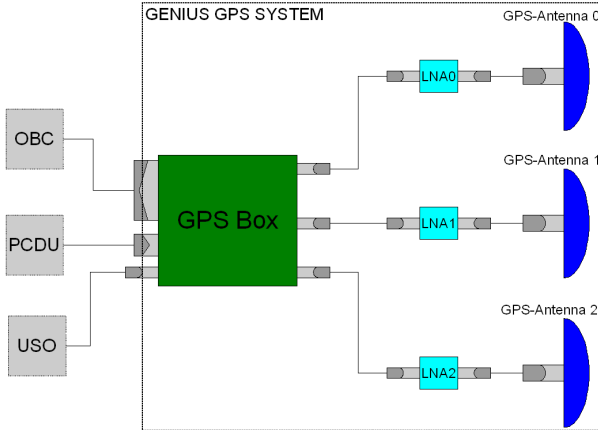 GENIUS GPS SYSTEM
GPS-Antenna 0
LNA0
OBC
GPS-Antenna 1
GPS Box
LNA1
PCDU
GPS-Antenna 2
USO
LNA2